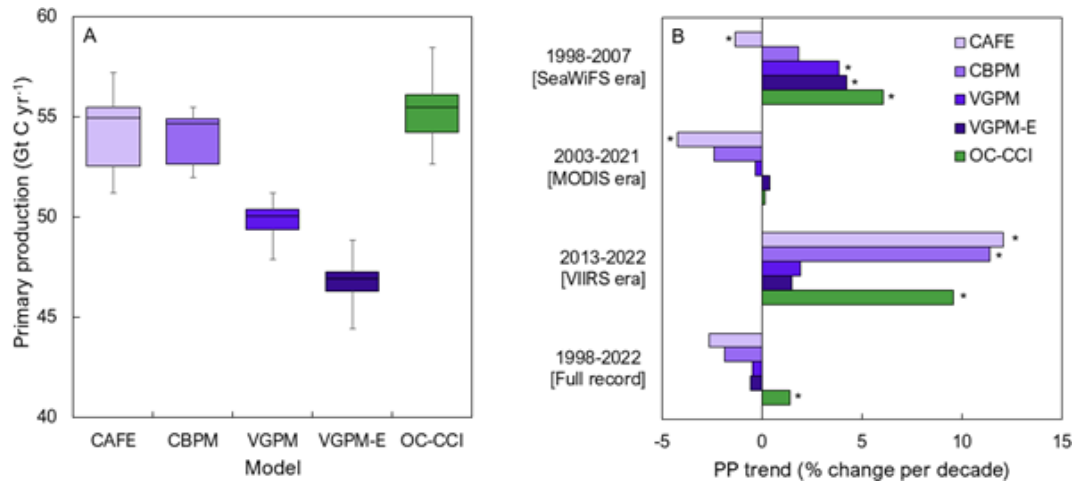 A
Primary production (Gt C yr⁻¹)
60
55
50
45
40
CAFE CBPM VGPM VGPM-E OC-CCI
Model
B
1998-2007
[SeaWiFS era]
2003-2021
[MODIS era]
2013-2022
[VIIRS era]
1998-2022
[Full record]
* * * *
*
* * *
*
CAFE
CBPM
VGPM
VGPM-E
OC-CCI
-5 0 5 10 15
PP trend (% change per decade)